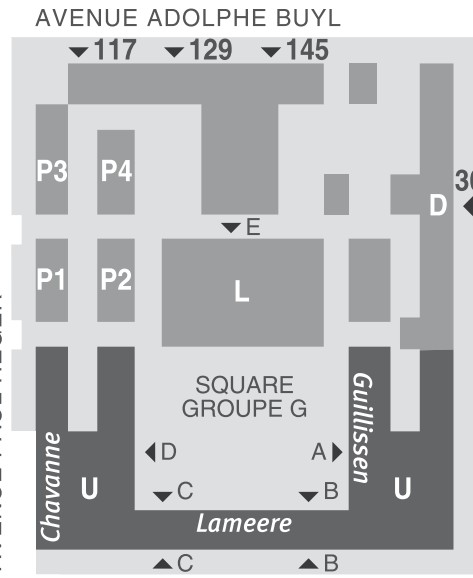 AVENUE ADOLPHE BUYL
117 129 145
P3 P4
D
E
P1 P2
L
SQUARE
GROUPE G
Guillissen
Chavanne
D A
U U
C B
Lameere
C B